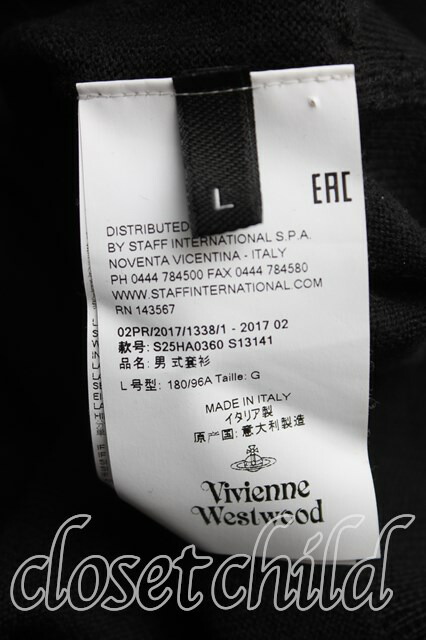 L
EAC
DISTRIBUTED
BY STAFF INTERNATIONAL S.P.A.
NOVENTA VICENTINA - ITALY
PH 0444 784500 FAX 0444 784580
WWW.STAFFINTERNATIONAL.COM
RN 143567
02PR/2017/1338/1 - 2017 02
款号: S25HA0360 S13141
品名: 男式套衫
L号型: 180/96A Taille: G
MADE IN ITALY
イタリア製
原产国: 意大利製造
Vivienne
Westwood
closet child